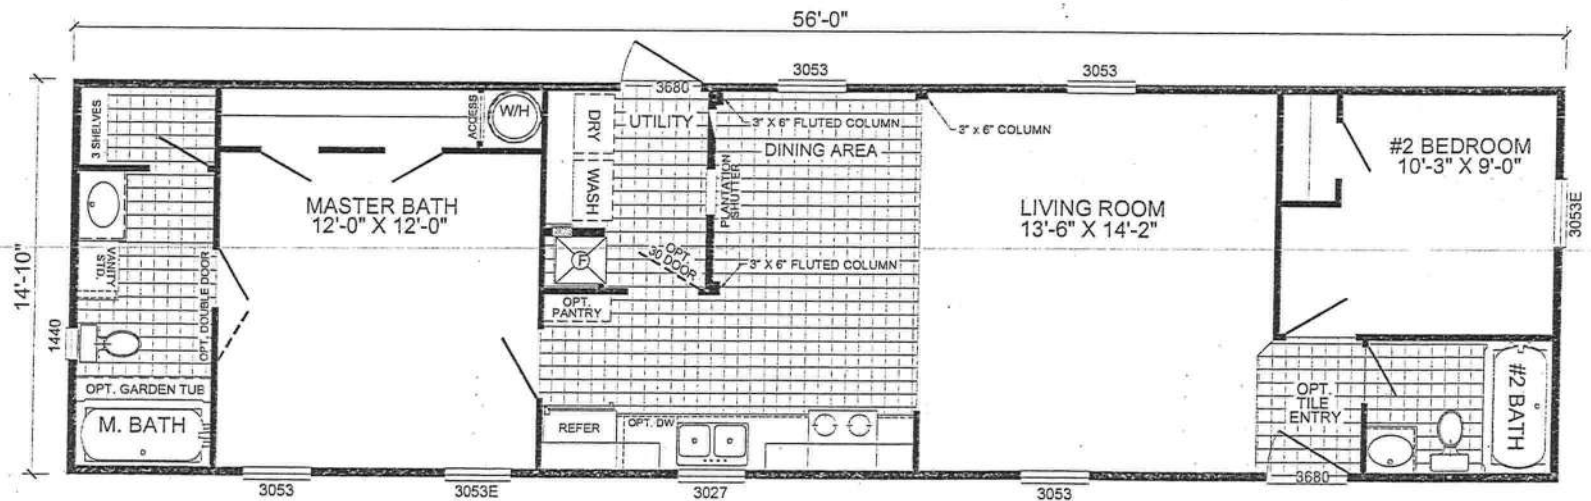 56'-0"
3053
3053
3680
3 SHELVES
ACCESS
W/H
DRY
UTILITY
3" X 6" FLUTED COLUMN
3" x 6" COLUMN
DINING AREA
#2 BEDROOM
10'-3" X 9'-0"
WASH
PLANTATION
SHUTTER
MASTER BATH
12'-0" X 12'-0"
LIVING ROOM
13'-6" X 14'-2"
3053E
14'-10"
VANITY
STD.
OPT. DOUBLE DOOR
F
OPT.
30 DOOR
3" X 6" FLUTED COLUMN
OPT.
PANTRY
1440
OPT. GARDEN TUB
M. BATH
REFER
OPT. DW
OPT.
TILE
ENTRY
#2 BATH
3680
3053
3053E
3027
3053